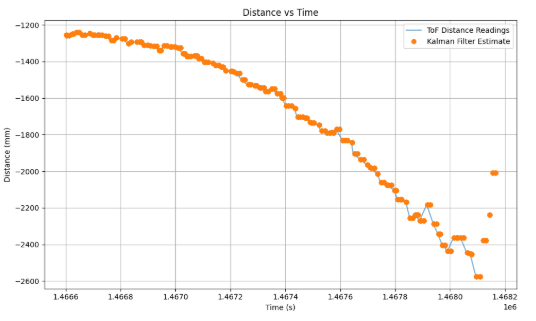 Distance vs Time
ToF Distance Readings
Kalman Filter Estimate
Distance (mm)
−1200
−1400
−1600
−1800
−2000
−2200
−2400
−2600
1.4666 1.4668 1.4670 1.4672 1.4674 1.4676 1.4678 1.4680 1.4682
1e6
Time (s)